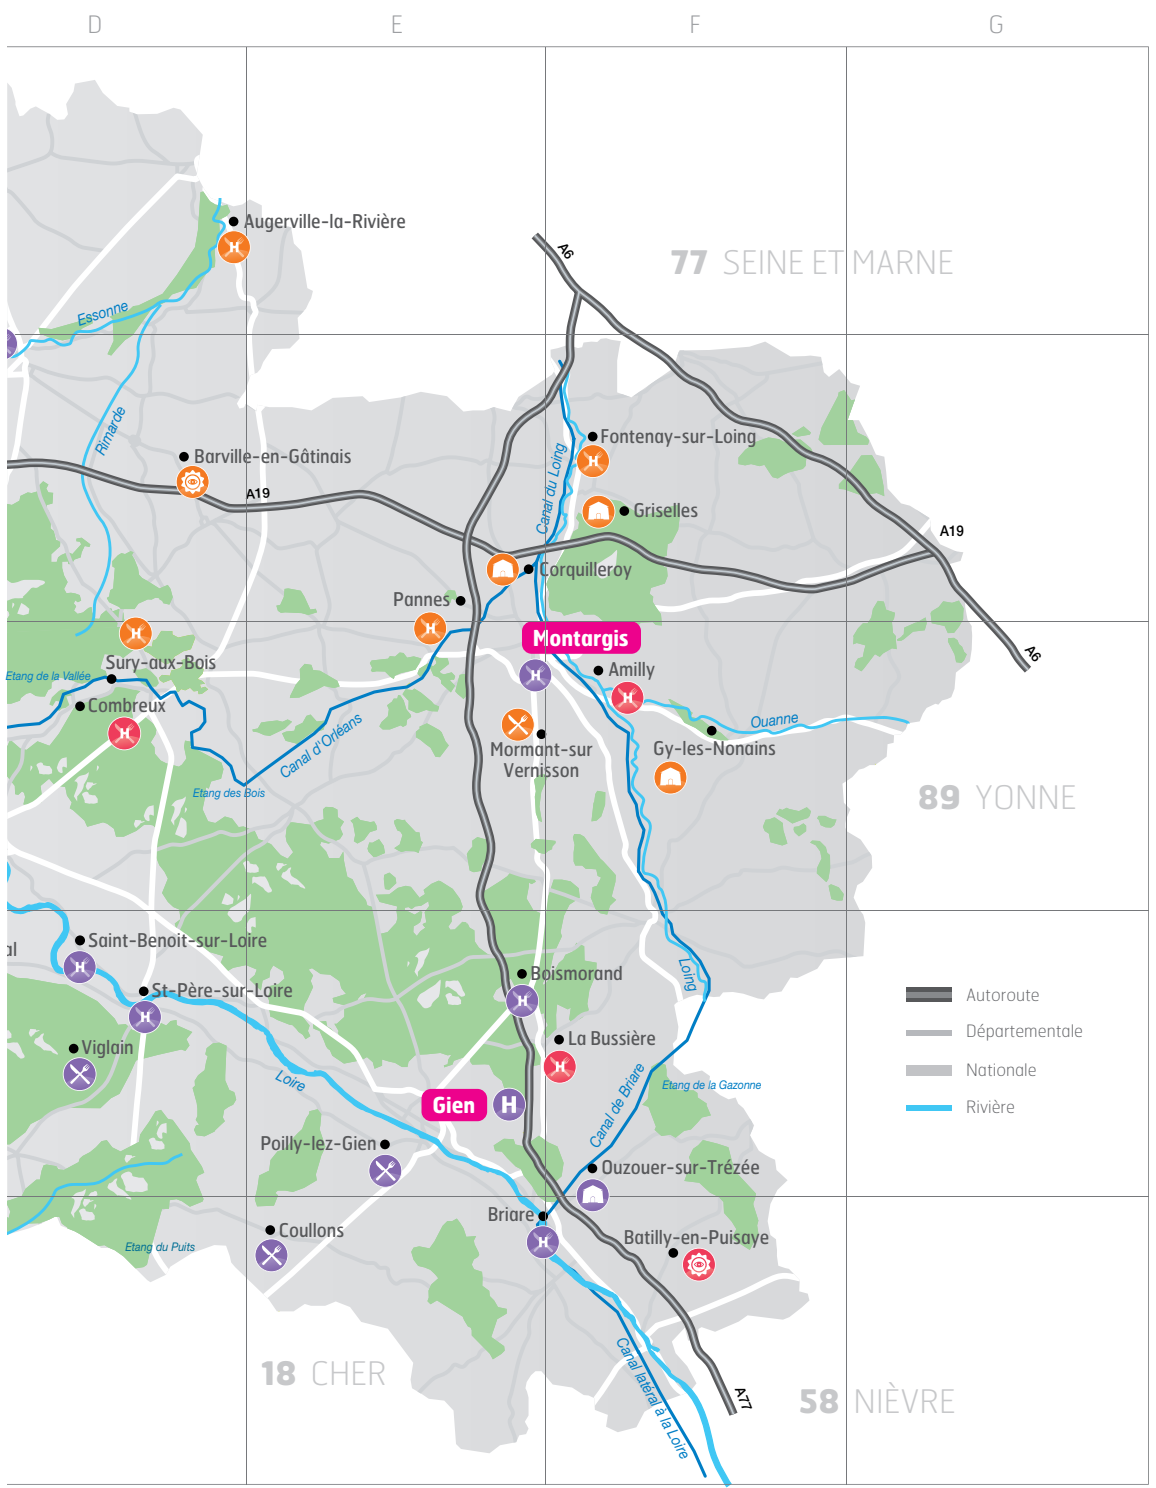 D E F G
Augerville-la-Rivière
A6
77 SEINE ET MARNE
Essonne
Rimarde
Fontenay-sur-Loing
Barville-en-Gâtinais
Canal du Loing
A19
Griselles
A19
Corquilleroy
Pannes
Montargis
A6
Sury-aux-Bois
Etang de la Vallée
Amilly
Combreux
Ouanne
Canal d'Orléans
Mormant-sur
Vernisson
Gy-les-Nonains
Etang des Bois
89 YONNE
Saint-Benoit-sur-Loire
al
Boismorand
Loing
St-Père-sur-Loire
Autoroute
La Bussière
Départementale
Viglain
Nationale
Loire
Etang de la Gazonne
Canal de Briare
Gien
H
Rivière
Poilly-lez-Gien
Ouzouer-sur-Trézée
Briare
Coullons
Batilly-en-Puisaye
Etang du Puits
18 CHER
Canal latéral à la Loire
A77
58 NIÈVRE